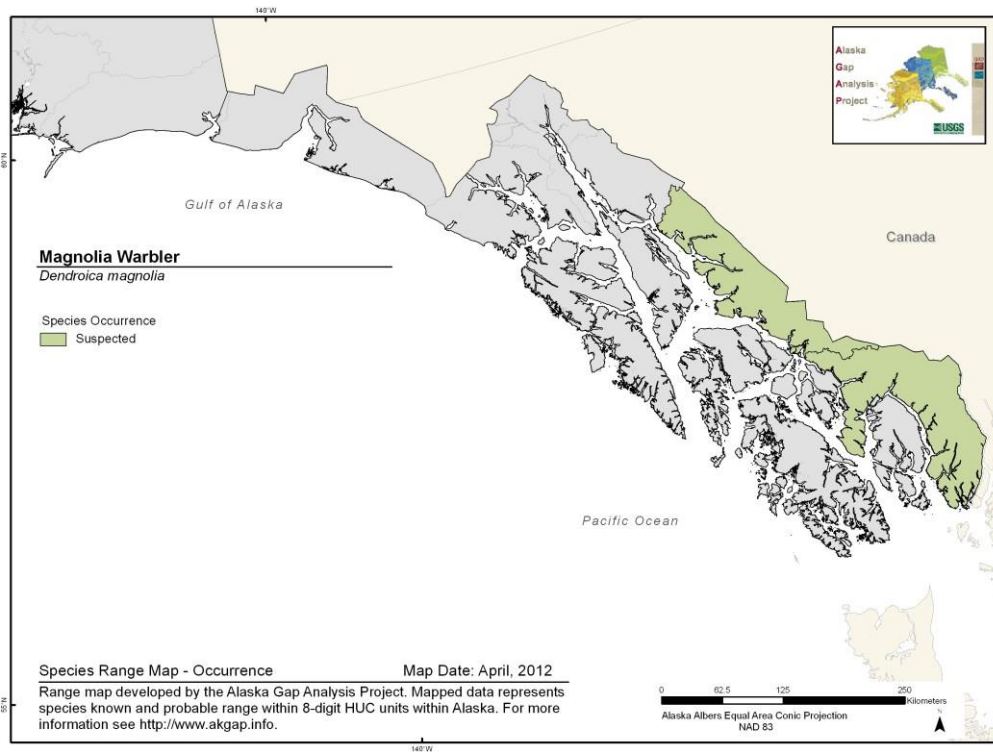 140°W
Alaska
Gap
Analysis
Project
USGS
60°N
Gulf of Alaska
Canada
Magnolia Warbler
Dendroica magnolia
Species Occurrence
Suspected
Pacific Ocean
Species Range Map - Occurrence Map Date: April, 2012
Range map developed by the Alaska Gap Analysis Project. Mapped data represents
species known and probable range within 8-digit HUC units within Alaska. For more
information see http://www.akgap.info.
0 62.5 125 250
Kilometers
Alaska Albers Equal Area Conic Projection
NAD 83
N
55°N
140°W